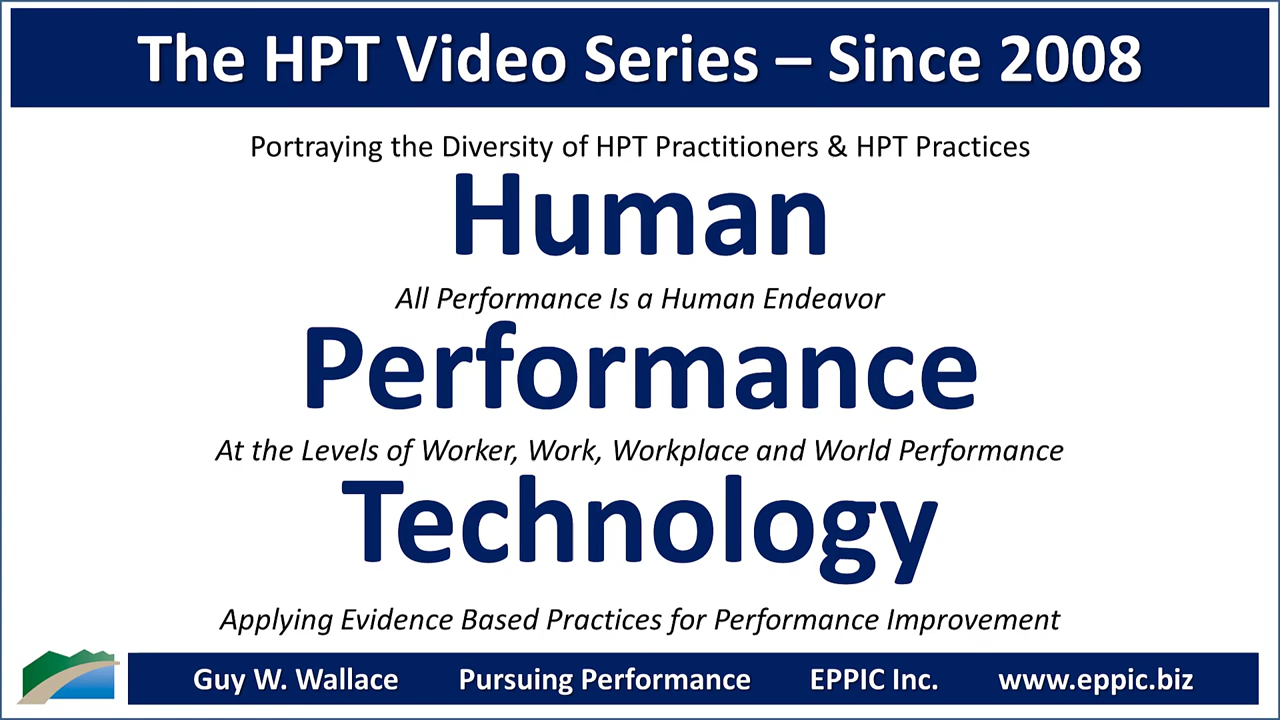 The HPT Video Series – Since 2008
Portraying the Diversity of HPT Practitioners & HPT Practices
Human
All Performance Is a Human Endeavor
Performance
At the Levels of Worker, Work, Workplace and World Performance
Technology
Applying Evidence Based Practices for Performance Improvement
Guy W. Wallace Pursuing Performance EPPIC Inc. www.eppic.biz